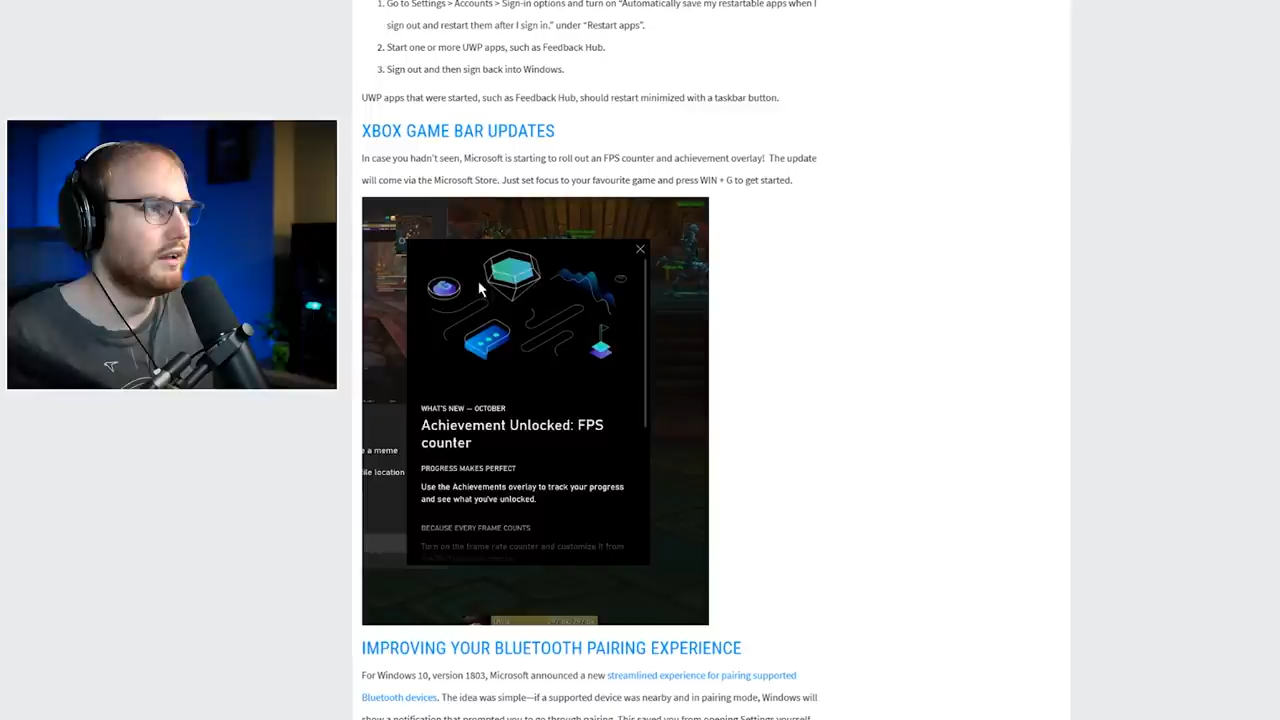 1. Go to Settings > Accounts > Sign-in options and turn on "Automatically save my restartable apps when I
sign out and restart them after I sign in." under "Restart apps".
2. Start one or more UWP apps, such as Feedback Hub.
3. Sign out and then sign back into Windows.
UWP apps that were started, such as Feedback Hub, should restart minimized with a taskbar button.
XBOX GAME BAR UPDATES
In case you hadn't seen, Microsoft is starting to roll out an FPS counter and achievement overlay!  The update
will come via the Microsoft Store. Just set focus to your favourite game and press WIN + G to get started.
WHAT'S NEW — OCTOBER
Achievement Unlocked: FPS
counter
e a meme
PROGRESS MAKES PERFECT
file location
Use the Achievements overlay to track your progress
and see what you've unlocked.
BECAUSE EVERY FRAME COUNTS
Turn on the frame rate counter and customize it from
IMPROVING YOUR BLUETOOTH PAIRING EXPERIENCE
For Windows 10, version 1803, Microsoft announced a new streamlined experience for pairing supported
Bluetooth devices. The idea was simple—if a supported device was nearby and in pairing mode, Windows will
show a notification that prompted you to go through pairing. This saved you from opening Settings yourself